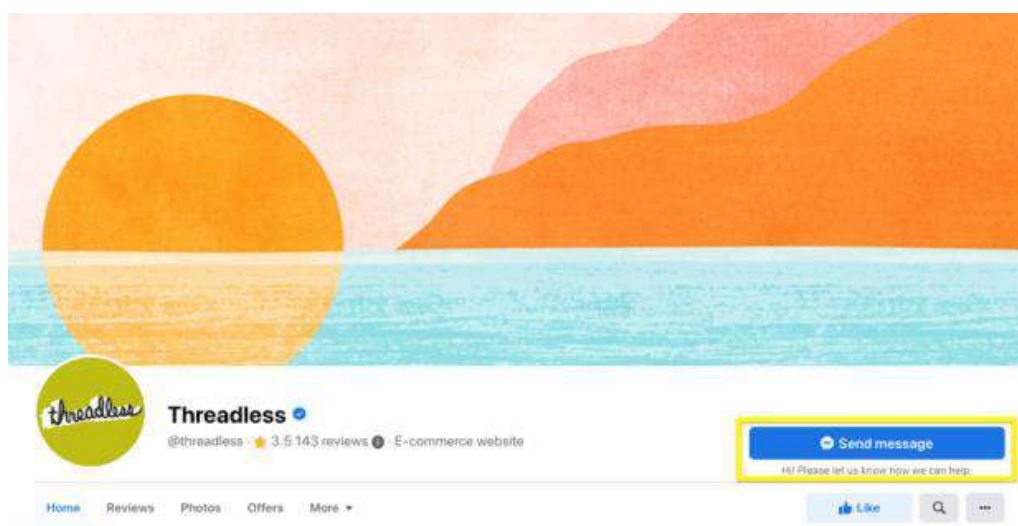 threadless
Threadless
@threadless · 3.5 143 reviews · E-commerce website
Send message
Hi! Please let us know how we can help.
Home Reviews Photos Offers More
Like